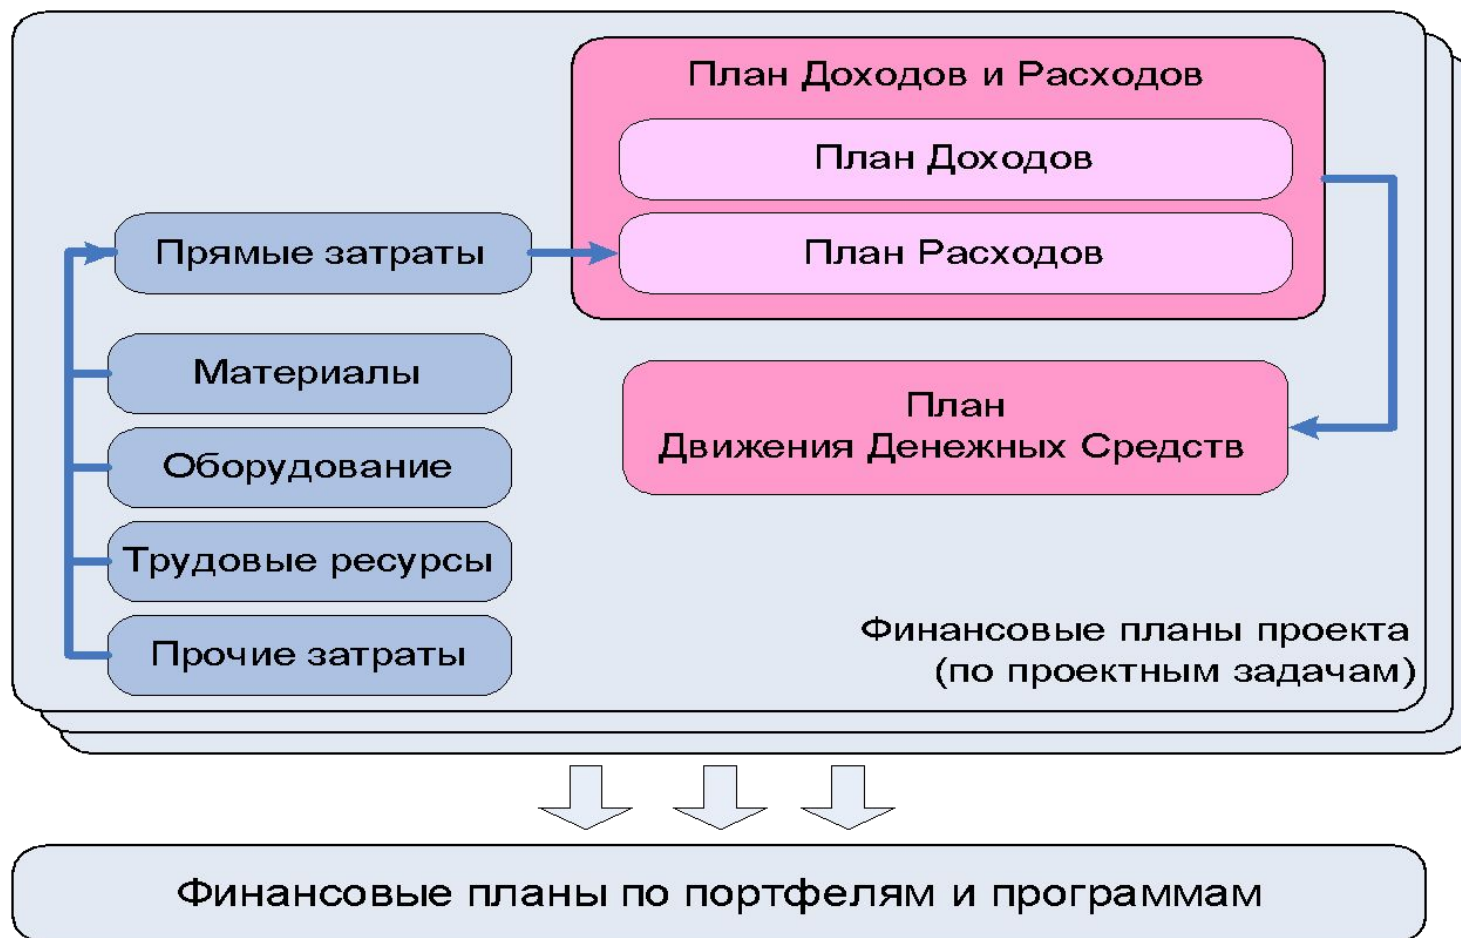 План Доходов и Расходов
План Доходов
Прямые затраты
План Расходов
Материалы
План
Движения Денежных Средств
Оборудование
Трудовые ресурсы
Прочие затраты
Финансовые планы проекта
(по проектным задачам)
Финансовые планы по портфелям и программам